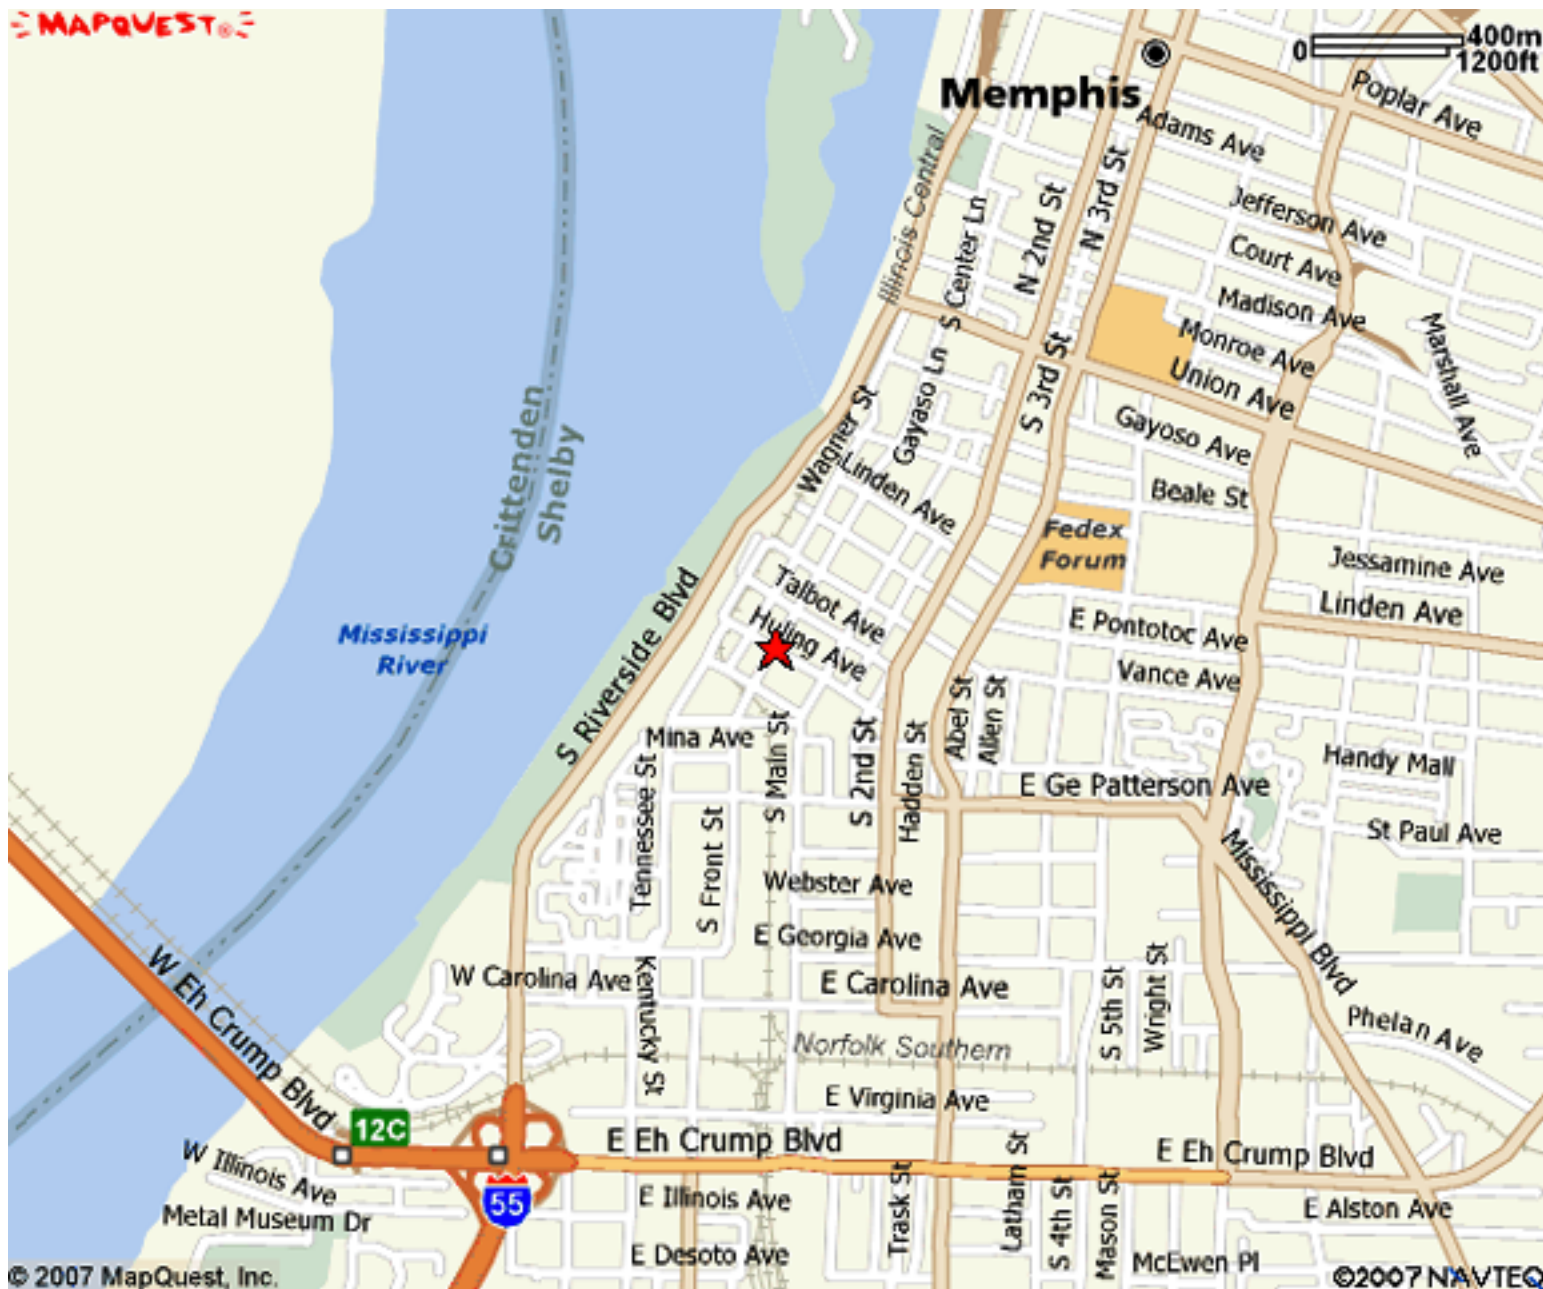 MAPQUEST®
0
400m
1200ft
Memphis
Poplar Ave
Adams Ave
Illinois Central
N 3rd St
N 2nd St
S Center Ln
Jefferson Ave
Court Ave
Madison Ave
Monroe Ave
Marshall Ave
Union Ave
S 3rd St
Gayaso Ln
Wagner St
Gayoso Ave
Crittenden
Shelby
Linden Ave
Beale St
Fedex
Forum
Jessamine Ave
Linden Ave
Talbot Ave
Huling Ave
E Pontotoc Ave
Vance Ave
Mississippi
River
S Riverside Blvd
Abel St
Allen St
Mina Ave
S Main St
S 2nd St
Hadden St
Handy Mall
E Ge Patterson Ave
Tennessee St
S Front St
St Paul Ave
Mississippi Blvd
Webster Ave
E Georgia Ave
W Carolina Ave
E Carolina Ave
Kentucky St
S 5th St
Wright St
W Eh Crump Blvd
Phelan Ave
Norfolk Southern
E Virginia Ave
12C
E Eh Crump Blvd
E Eh Crump Blvd
W Illinois Ave
55
E Illinois Ave
Trask St
Latham St
S 4th St
Mason St
E Alston Ave
Metal Museum Dr
E Desoto Ave
McEwen Pl
© 2007 MapQuest, Inc.
©2007 NAVTEQ